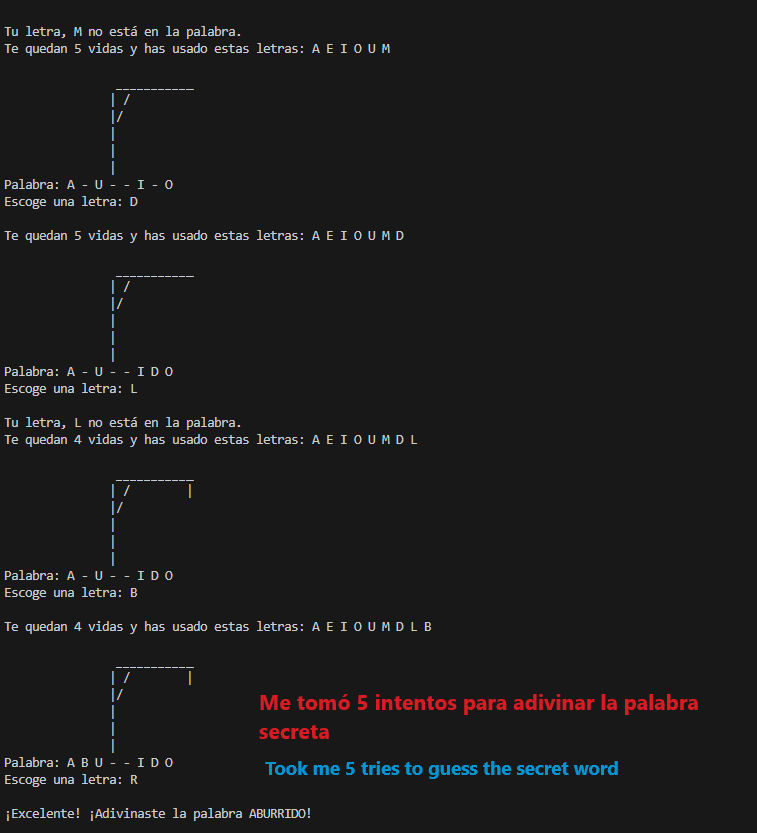 Tu letra, M no está en la palabra.
Te quedan 5 vidas y has usado estas letras: A E I O U M
___________
| /
|/
|
|
|
Palabra: A - U - - I - O
Escoge una letra: D
Te quedan 5 vidas y has usado estas letras: A E I O U M D
___________
| /
|/
|
|
|
Palabra: A - U - - I D O
Escoge una letra: L
Tu letra, L no está en la palabra.
Te quedan 4 vidas y has usado estas letras: A E I O U M D L
___________
| /        |
|/
|
|
|
Palabra: A - U - - I D O
Escoge una letra: B
Te quedan 4 vidas y has usado estas letras: A E I O U M D L B
___________
| /        |
|/
|
|
|
Me tomó 5 intentos para adivinar la palabra
secreta
Took me 5 tries to guess the secret word
Palabra: A B U - - I D O
Escoge una letra: R
¡Excelente! ¡Adivinaste la palabra ABURRIDO!